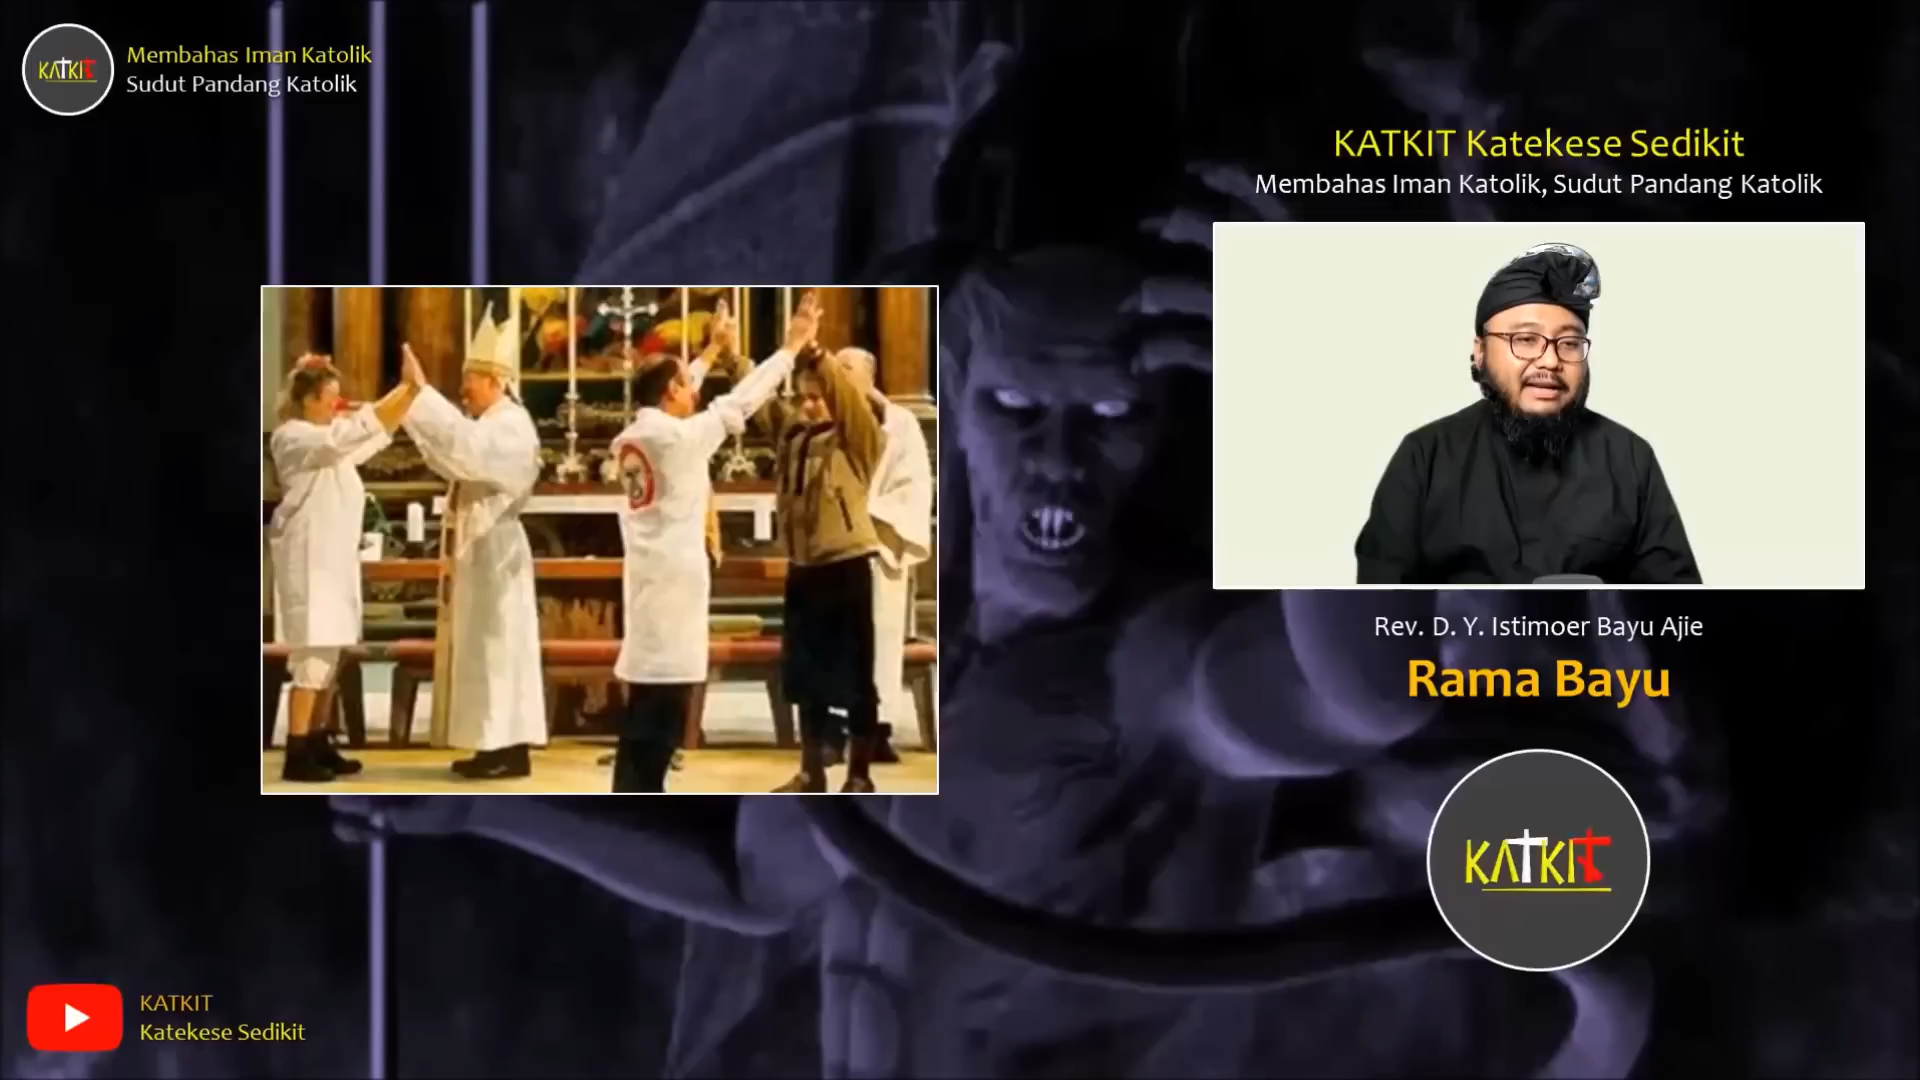 KATKIT
Membahas Iman Katolik
Sudut Pandang Katolik
KATKIT Katekese Sedikit
Membahas Iman Katolik, Sudut Pandang Katolik
Rev. D. Y. Istimoer Bayu Ajie
Rama Bayu
KATKIT
KATKIT
Katekese Sedikit